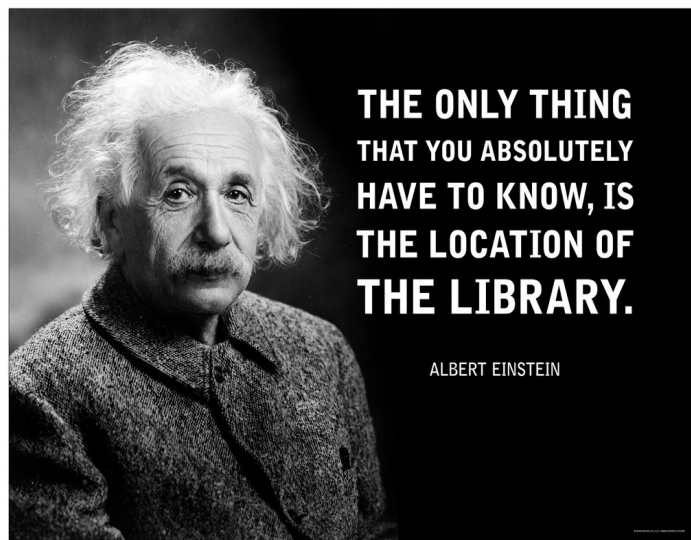 THE ONLY THING
THAT YOU ABSOLUTELY
HAVE TO KNOW, IS
THE LOCATION OF
THE LIBRARY.
ALBERT EINSTEIN